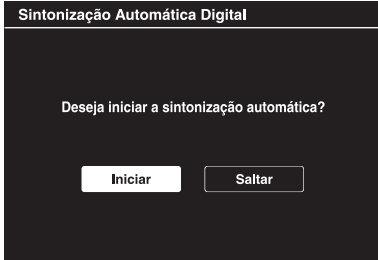 Sintonização Automática Digital
Deseja iniciar a sintonização automática?
Iniciar
Saltar